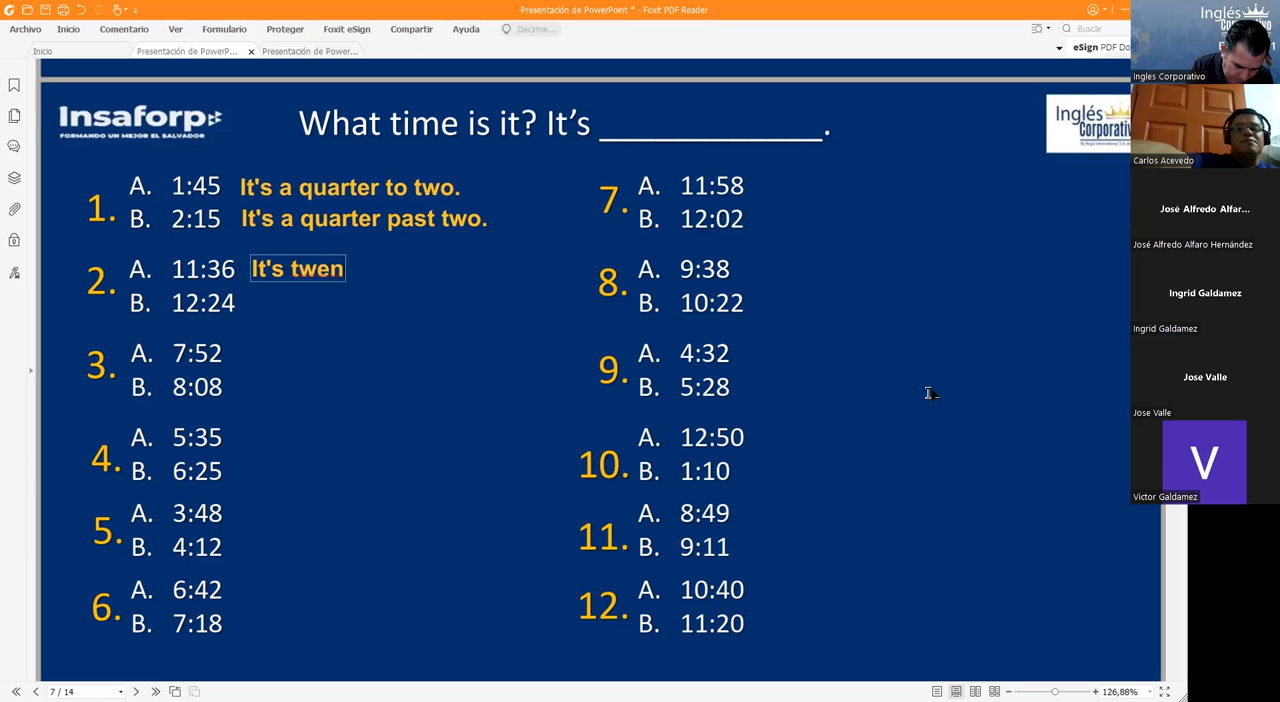 Presentación de PowerPoint * - Foxit PDF Reader
Archivo Inicio Comentario Ver Formulario Proteger Foxit eSign Compartir Ayuda Decirme... Buscar
Inicio Presentación de PowerP... Presentación de Power... eSign PDF Do
Insaforp
FORMANDO UN MEJOR EL SALVADOR
What time is it? It's _______________.
Inglés
Corporativ
1.
A. 1:45 It's a quarter to two.
B. 2:15 It's a quarter past two.
2.
A. 11:36 It's twen
B. 12:24
3.
A. 7:52
B. 8:08
4.
A. 5:35
B. 6:25
5.
A. 3:48
B. 4:12
6.
A. 6:42
B. 7:18
7.
A. 11:58
B. 12:02
8.
A. 9:38
B. 10:22
9.
A. 4:32
B. 5:28
10.
A. 12:50
B. 1:10
11.
A. 8:49
B. 9:11
12.
A. 10:40
B. 11:20
Inglés
Ingles Corporativo
Carlos Acevedo
José Alfredo Alfar...
José Alfredo Alfaro Hernández
Ingrid Galdamez
Ingrid Galdamez
Jose Valle
Jose Valle
V
Victor Galdamez
7 / 14
126,88%